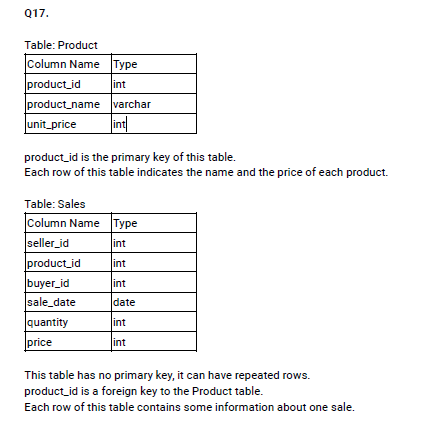 Q17.
Table: Product
Column Name Type
product_id int
product_name varchar
unit_price int
product_id is the primary key of this table.
Each row of this table indicates the name and the price of each product.
Table: Sales
Column Name Type
seller_id int
product_id int
buyer_id int
sale_date date
quantity int
price int
This table has no primary key, it can have repeated rows.
product_id is a foreign key to the Product table.
Each row of this table contains some information about one sale.